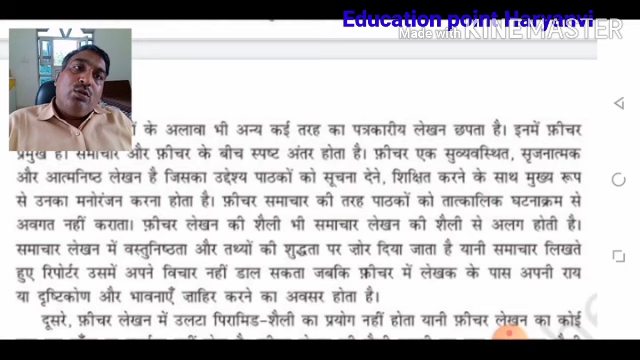 Education point Haryanvi
Made with KINEMASTER
के अलावा भी अन्य कई तरह का पत्रकारीय लेखन छपता है। इनमें फ़ीचर
प्रमुख है। समाचार और फ़ीचर के बीच स्पष्ट अंतर होता है। फ़ीचर एक सुव्यवस्थित, सृजनात्मक
और आत्मनिष्ठ लेखन है जिसका उद्देश्य पाठकों को सूचना देने, शिक्षित करने के साथ मुख्य रूप
से उनका मनोरंजन करना होता है। फ़ीचर समाचार की तरह पाठकों को तात्कालिक घटनाक्रम से
अवगत नहीं कराता। फ़ीचर लेखन की शैली भी समाचार लेखन की शैली से अलग होती है।
समाचार लेखन में वस्तुनिष्ठता और तथ्यों की शुद्धता पर ज़ोर दिया जाता है यानी समाचार लिखते
हुए रिपोर्टर उसमें अपने विचार नहीं डाल सकता जबकि फ़ीचर में लेखक के पास अपनी राय
या दृष्टिकोण और भावनाएँ ज़ाहिर करने का अवसर होता है।
दूसरे, फ़ीचर लेखन में उलटा पिरामिड-शैली का प्रयोग नहीं होता यानी फ़ीचर लेखन का कोई